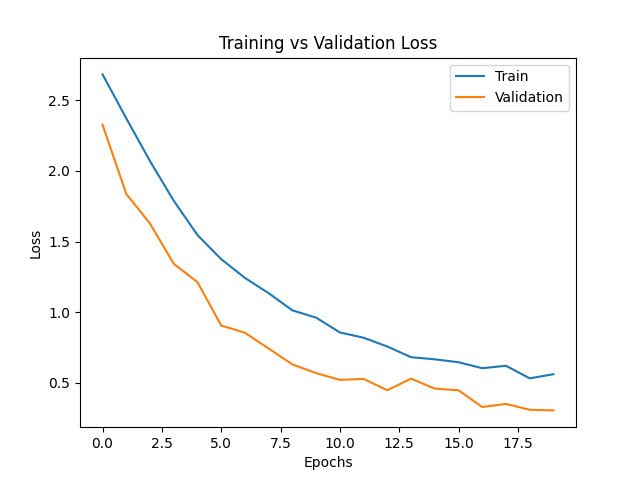 Training vs Validation Loss
Train
Validation
2.5
2.0
1.5
1.0
0.5
Loss
0.0 2.5 5.0 7.5 10.0 12.5 15.0 17.5
Epochs